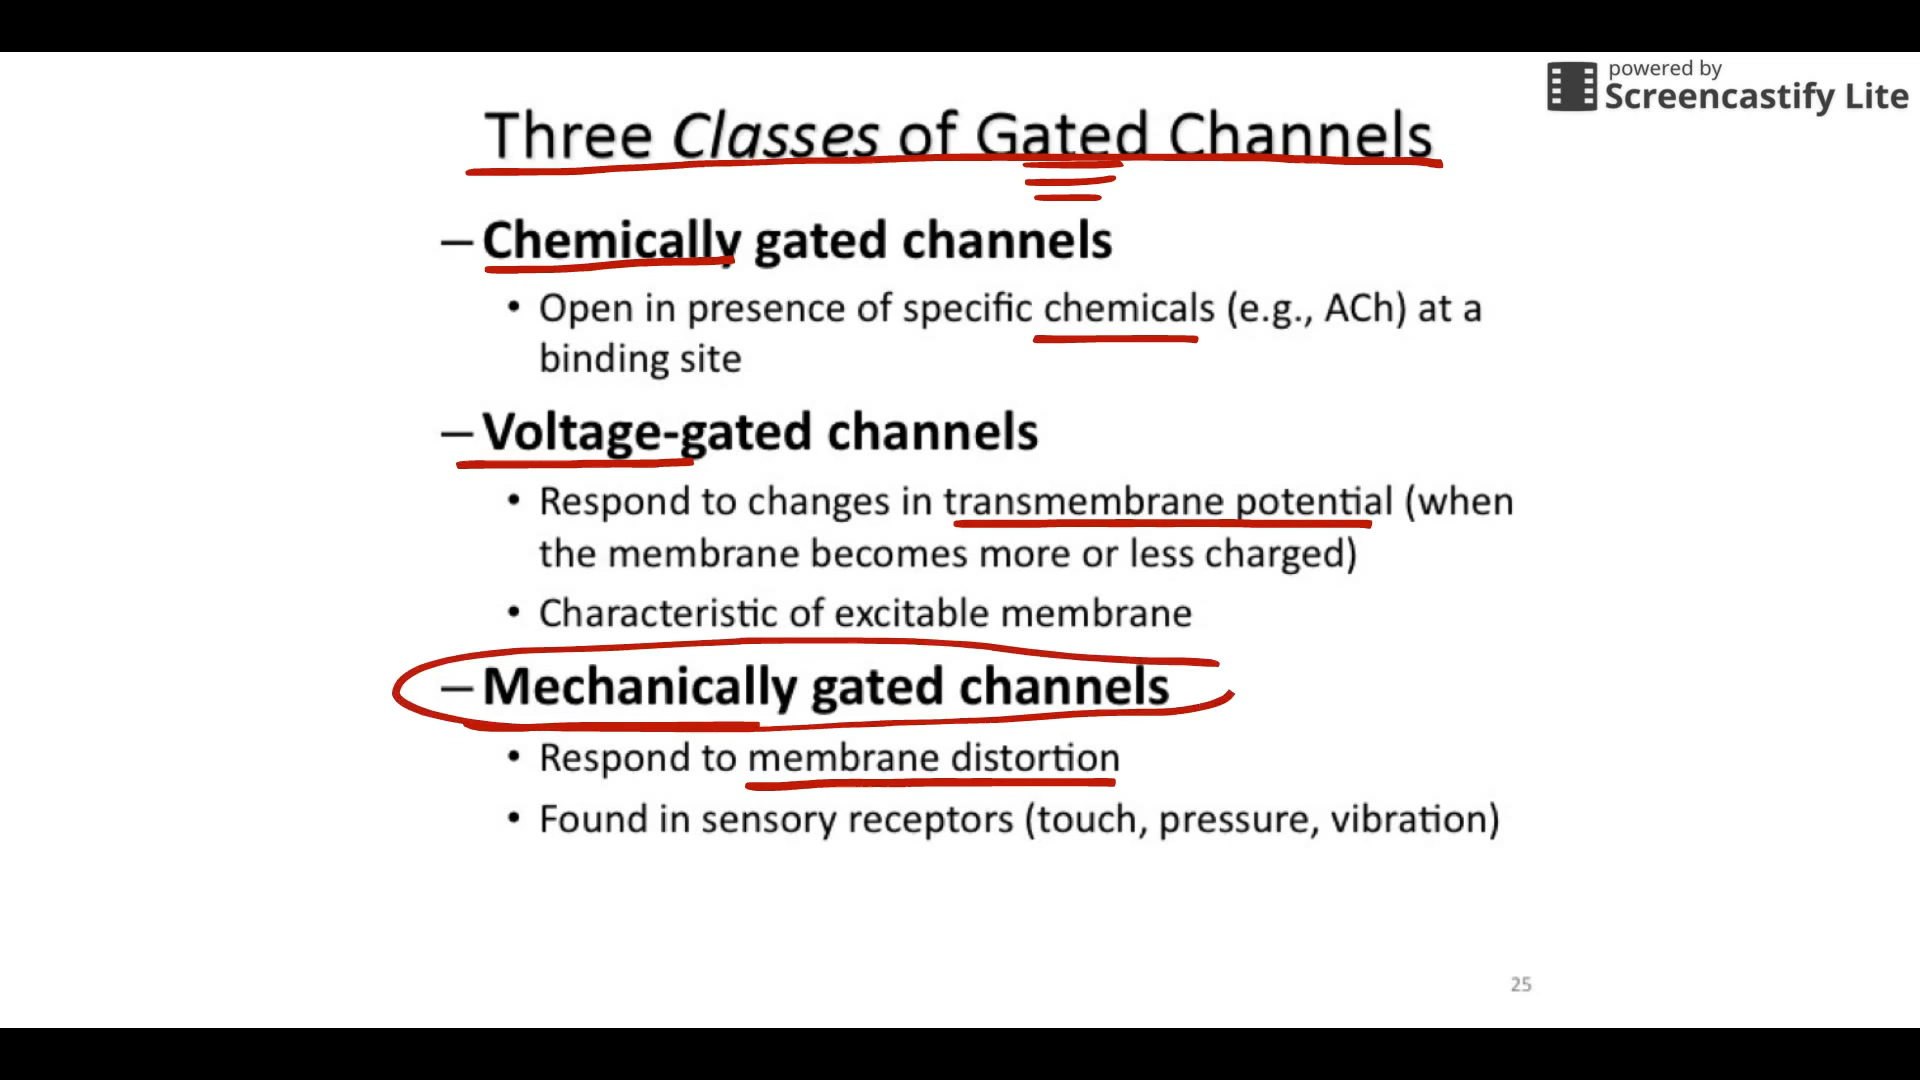 powered by
Screencastify Lite
Three Classes of Gated Channels
– Chemically gated channels
• Open in presence of specific chemicals (e.g., ACh) at a
binding site
– Voltage-gated channels
• Respond to changes in transmembrane potential (when
the membrane becomes more or less charged)
• Characteristic of excitable membrane
– Mechanically gated channels
• Respond to membrane distortion
• Found in sensory receptors (touch, pressure, vibration)
25